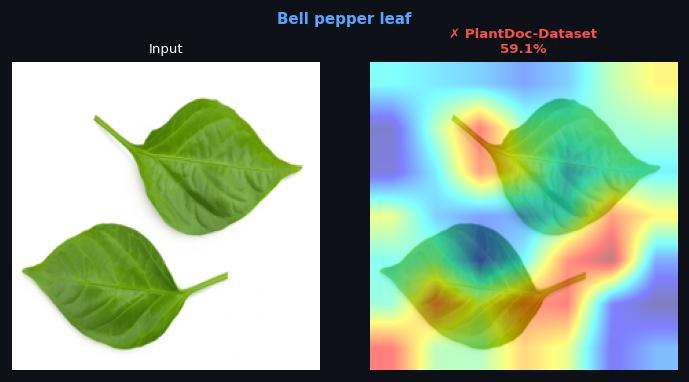 Bell pepper leaf
Input
✗ PlantDoc-Dataset
59.1%